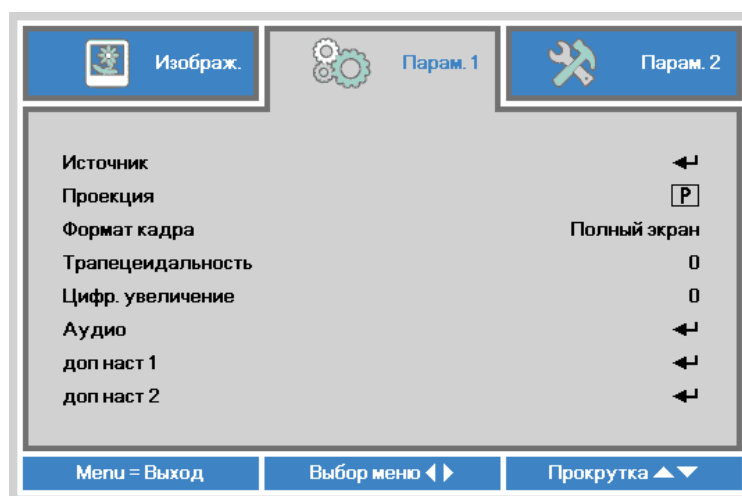 Изображ.
Парам. 1
Парам. 2
Источник
Проекция P
Формат кадра Полный экран
Трапецеидальность 0
Цифр. увеличение 0
Аудио
доп наст 1
доп наст 2
Menu = Выход
Выбор меню
Прокрутка